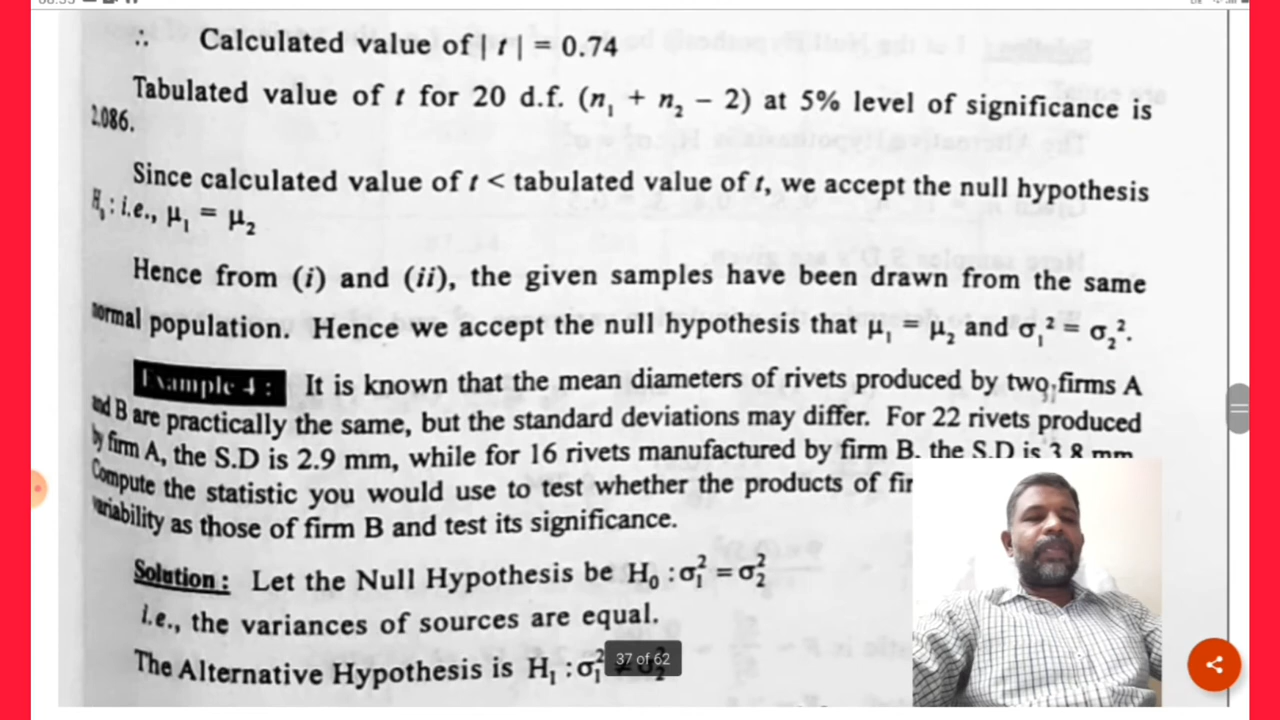 ∴ Calculated value of | t | = 0.74
Tabulated value of t for 20 d.f. (n₁ + n₂ − 2) at 5% level of significance is
2.086.
Since calculated value of t < tabulated value of t, we accept the null hypothesis
H₀ : i.e., μ₁ = μ₂
Hence from (i) and (ii), the given samples have been drawn from the same
normal population. Hence we accept the null hypothesis that μ₁ = μ₂ and σ₁² = σ₂².
Example 4 : It is known that the mean diameters of rivets produced by two firms A
and B are practically the same, but the standard deviations may differ. For 22 rivets produced
by firm A, the S.D is 2.9 mm, while for 16 rivets manufactured by firm B, the S.D is 3.8 mm
Compute the statistic you would use to test whether the products of
variability as those of firm B and test its significance.
Solution : Let the Null Hypothesis be H₀ : σ₁² = σ₂²
i.e., the variances of sources are equal.
The Alternative Hypothesis is H₁ : σ₁² ≠ σ₂²
37 of 62